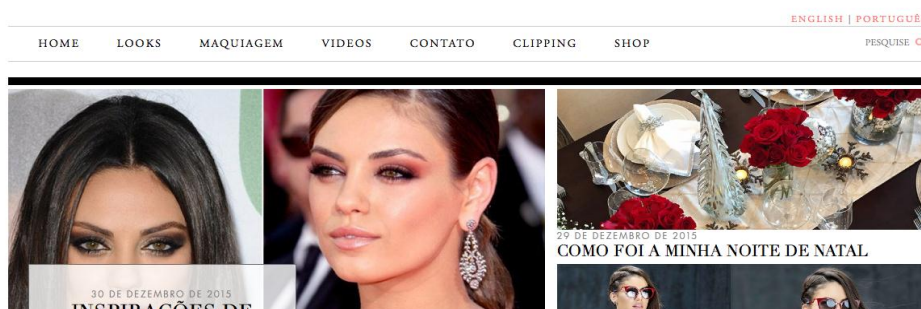 ENGLISH | PORTUGUÊ
HOME LOOKS MAQUIAGEM VIDEOS CONTATO CLIPPING SHOP
PESQUISE
30 DE DEZEMBRO DE 2015
INSPIRAÇÕES DE
29 DE DEZEMBRO DE 2015
COMO FOI A MINHA NOITE DE NATAL